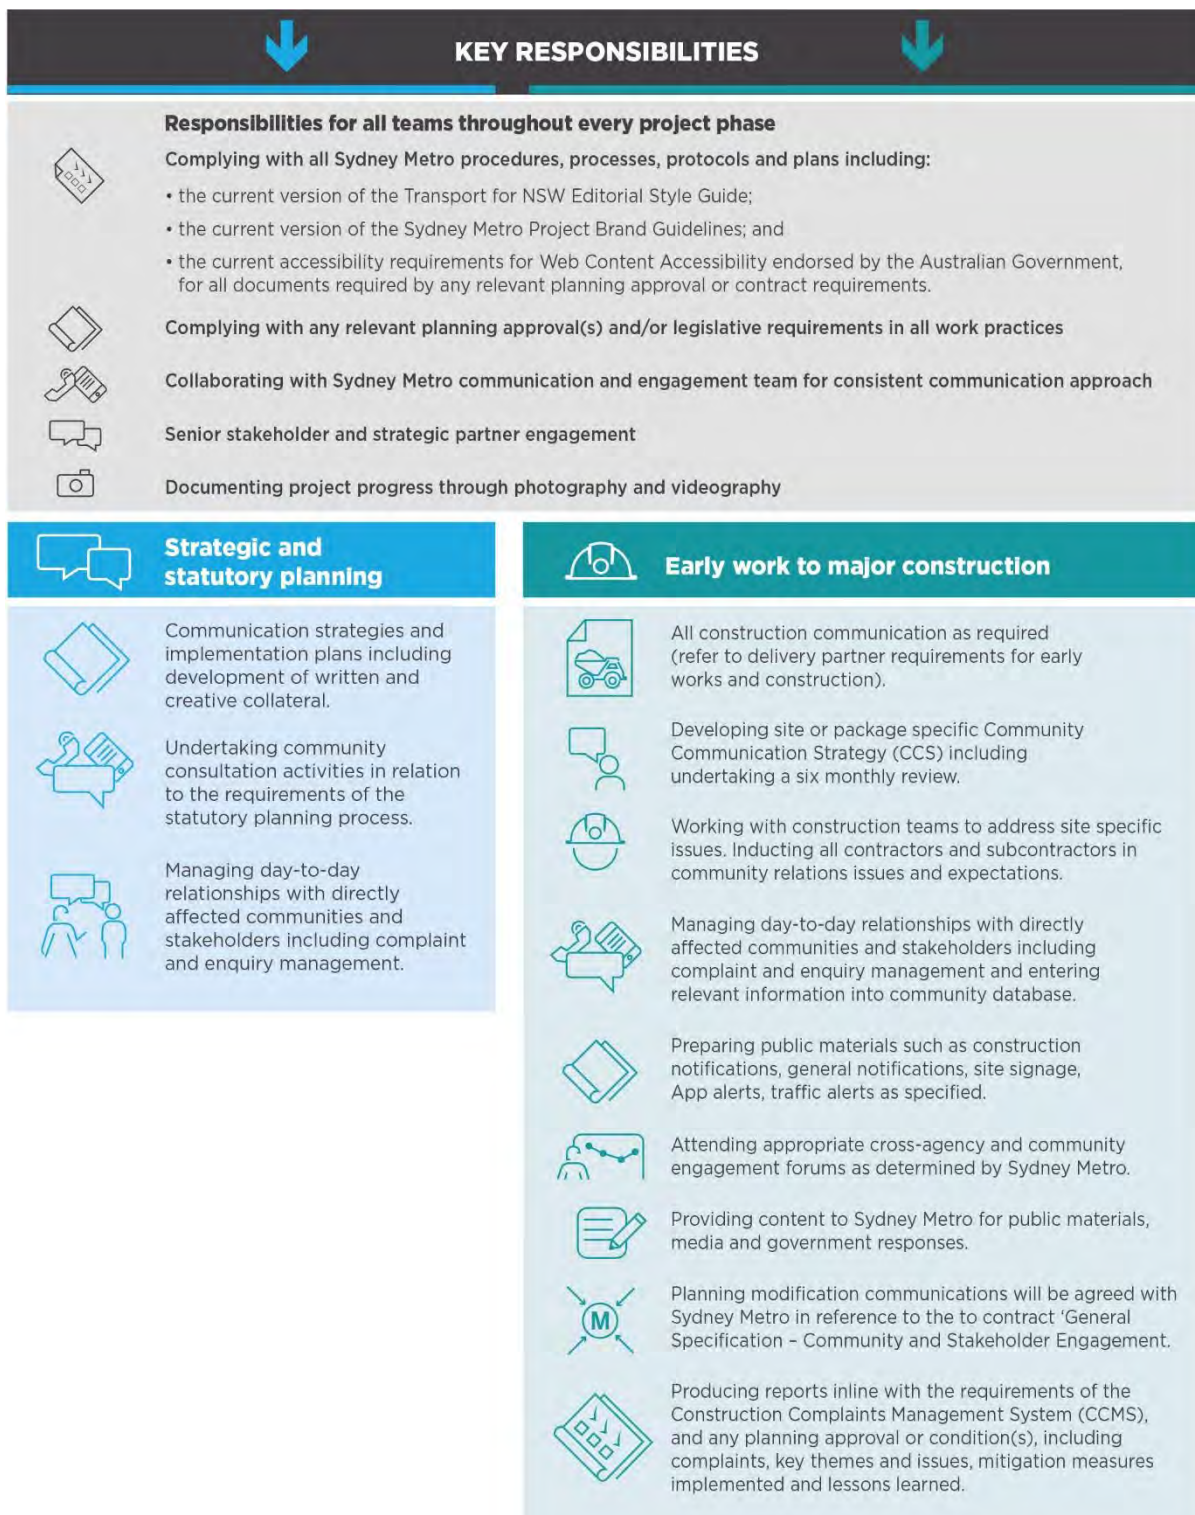 KEY RESPONSIBILITIES
Responsibilities for all teams throughout every project phase
Complying with all Sydney Metro procedures, processes, protocols and plans including:
• the current version of the Transport for NSW Editorial Style Guide;
• the current version of the Sydney Metro Project Brand Guidelines; and
• the current accessibility requirements for Web Content Accessibility endorsed by the Australian Government,
for all documents required by any relevant planning approval or contract requirements.
Complying with any relevant planning approval(s) and/or legislative requirements in all work practices
Collaborating with Sydney Metro communication and engagement team for consistent communication approach
Senior stakeholder and strategic partner engagement
Documenting project progress through photography and videography
Strategic and
statutory planning
Communication strategies and
implementation plans including
development of written and
creative collateral.
Undertaking community
consultation activities in relation
to the requirements of the
statutory planning process.
Managing day-to-day
relationships with directly
affected communities and
stakeholders including complaint
and enquiry management.
Early work to major construction
All construction communication as required
(refer to delivery partner requirements for early
works and construction).
Developing site or package specific Community
Communication Strategy (CCS) including
undertaking a six monthly review.
Working with construction teams to address site specific
issues. Inducting all contractors and subcontractors in
community relations issues and expectations.
Managing day-to-day relationships with directly
affected communities and stakeholders including
complaint and enquiry management and entering
relevant information into community database.
Preparing public materials such as construction
notifications, general notifications, site signage,
App alerts, traffic alerts as specified.
Attending appropriate cross-agency and community
engagement forums as determined by Sydney Metro.
Providing content to Sydney Metro for public materials,
media and government responses.
M
Planning modification communications will be agreed with
Sydney Metro in reference to the to contract ‘General
Specification – Community and Stakeholder Engagement.
Producing reports inline with the requirements of the
Construction Complaints Management System (CCMS),
and any planning approval or condition(s), including
complaints, key themes and issues, mitigation measures
implemented and lessons learned.